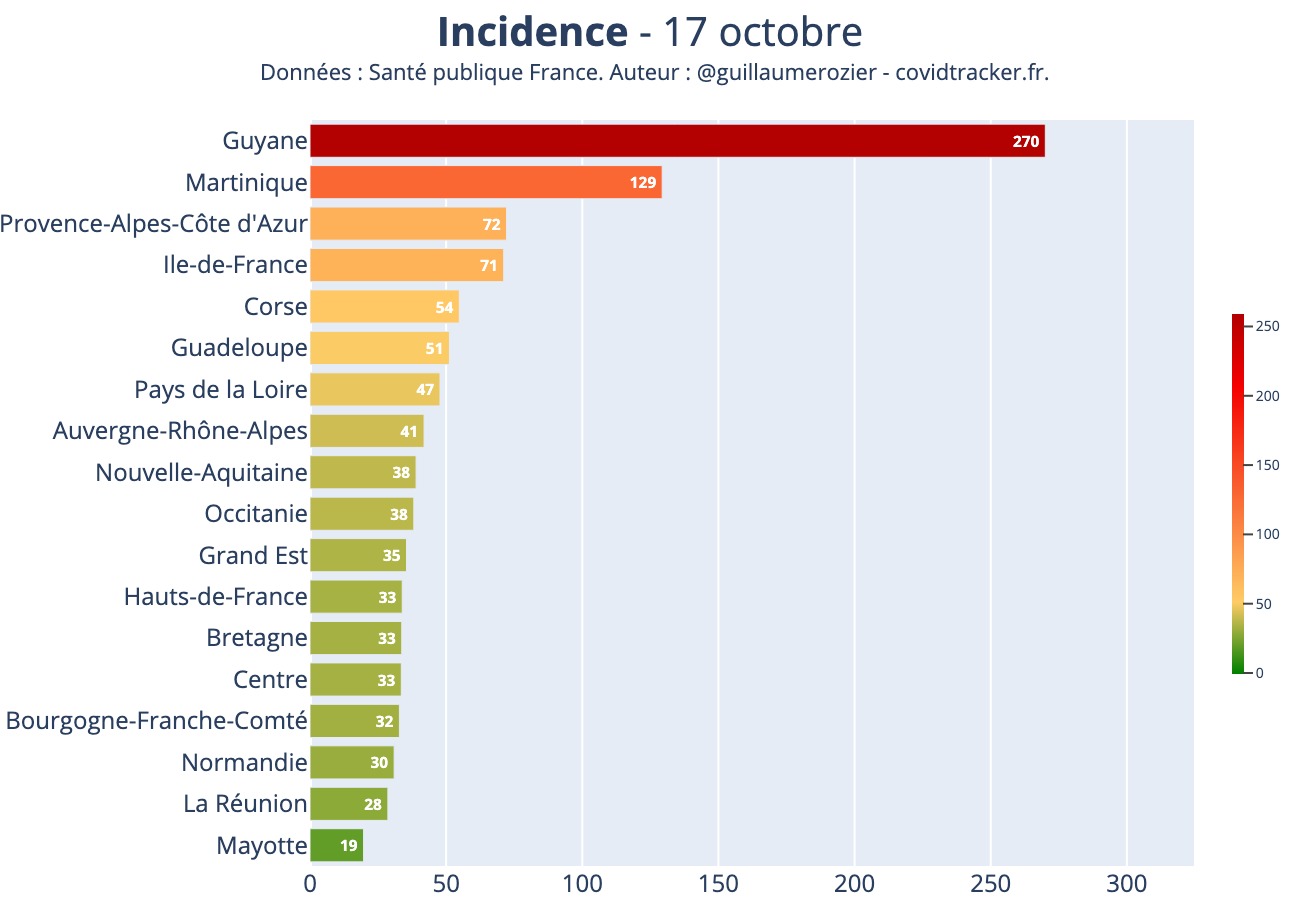 Incidence - 17 octobre
Données : Santé publique France. Auteur : @guillaumerozier - covidtracker.fr.
Guyane 270
Martinique 129
Provence-Alpes-Côte d'Azur 72
Ile-de-France 71
Corse 54
Guadeloupe 51
Pays de la Loire 47
Auvergne-Rhône-Alpes 41
Nouvelle-Aquitaine 38
Occitanie 38
Grand Est 35
Hauts-de-France 33
Bretagne 33
Centre 33
Bourgogne-Franche-Comté 32
Normandie 30
La Réunion 28
Mayotte 19
0 50 100 150 200 250 300
250
200
150
100
50
0